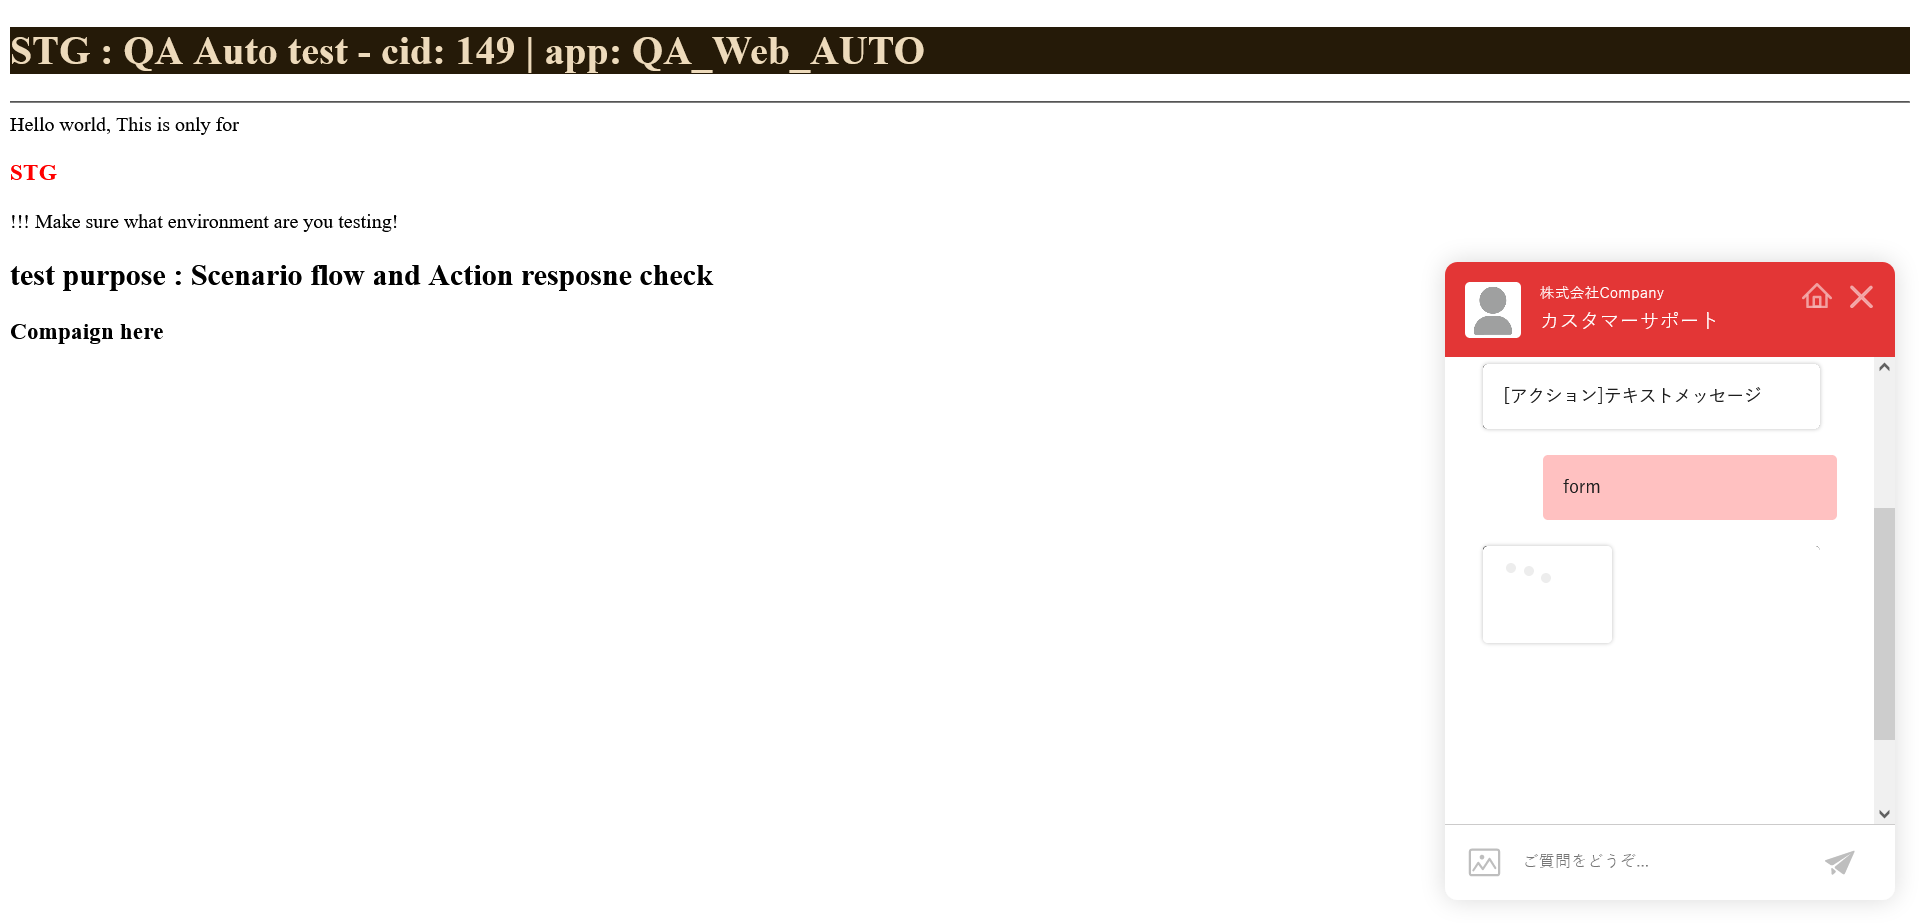 STG : QA Auto test - cid: 149 | app: QA_Web_AUTO
Hello world, This is only for
STG
!!! Make sure what environment are you testing!
test purpose : Scenario flow and Action resposne check
Compaign here
株式会社Company
カスタマーサポート
[アクション]テキストメッセージ
form
ご質問をどうぞ...